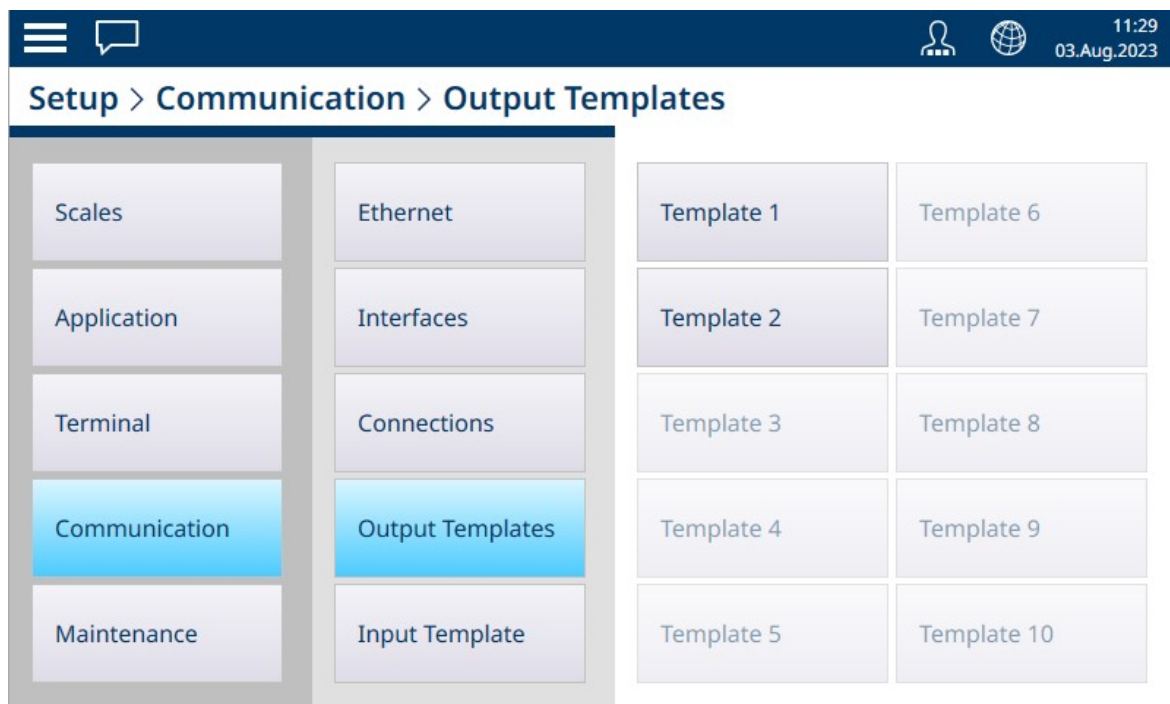 11:29
03.Aug.2023
Setup > Communication > Output Templates
Scales
Application
Terminal
Communication
Maintenance
Ethernet
Interfaces
Connections
Output Templates
Input Template
Template 1
Template 2
Template 3
Template 4
Template 5
Template 6
Template 7
Template 8
Template 9
Template 10